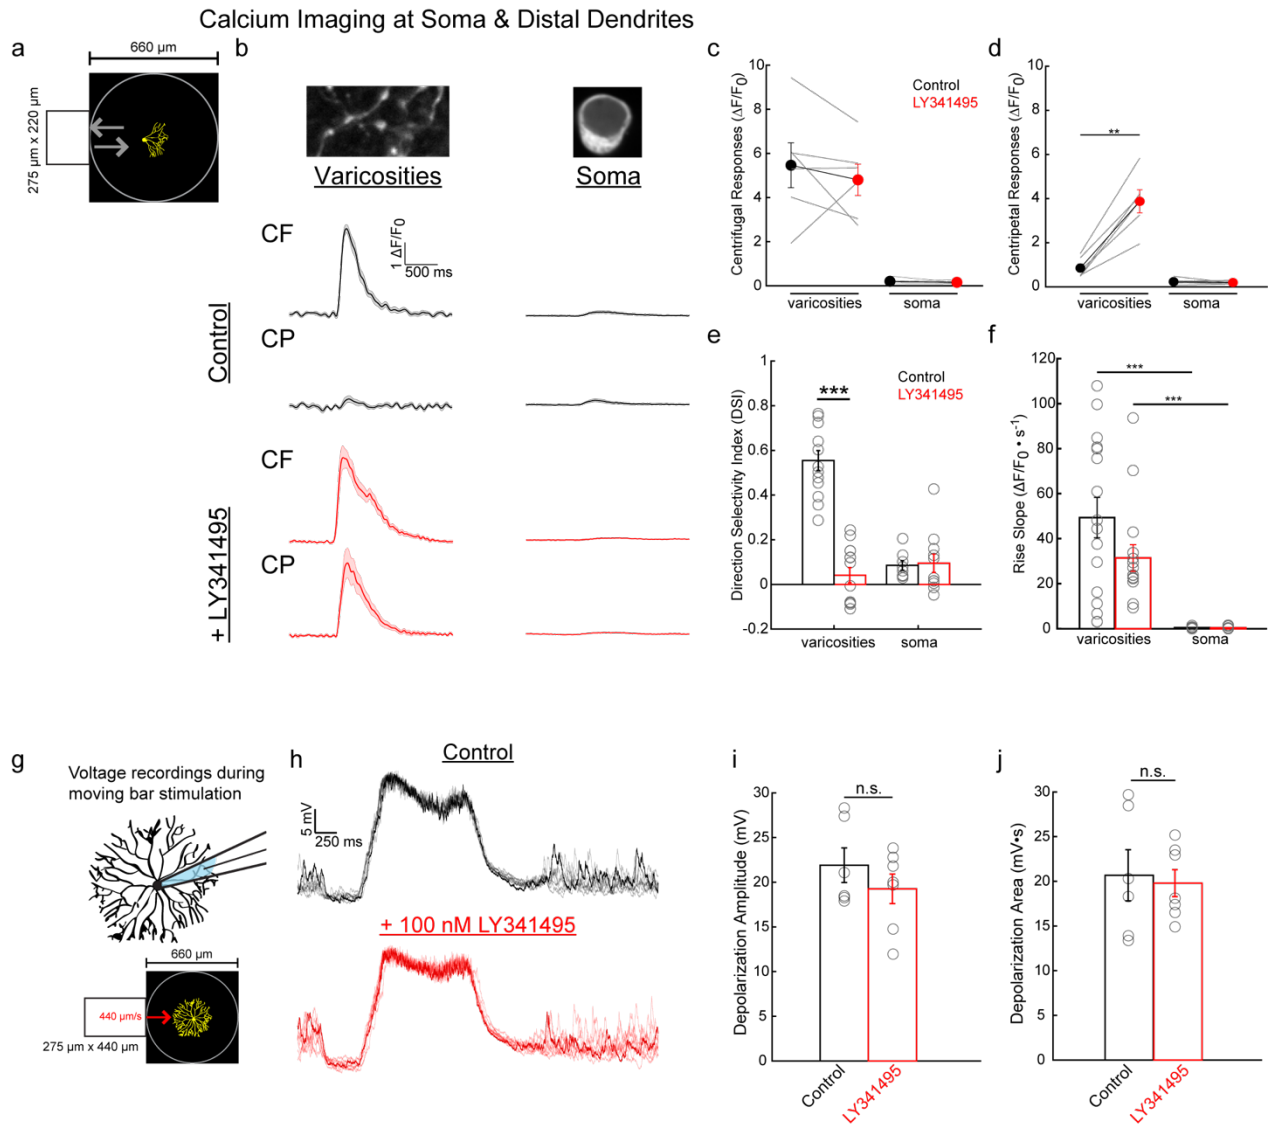 Calcium Imaging at Soma & Distal Dendrites
a
660 µm
275 µm x 220 µm
b
Varicosities
Soma
Control
CF
1 ΔF/F0
500 ms
CP
+ LY341495
CF
CP
c
Centrifugal Responses (ΔF/F0)
10
8
6
4
2
0
Control
LY341495
varicosities
soma
d
Centripetal Responses (ΔF/F0)
10
8
6
4
2
0
**
varicosities
soma
e
Direction Selectivity Index (DSI)
1
0.8
0.6
0.4
0.2
0
-0.2
***
Control
LY341495
varicosities
soma
f
Rise Slope (ΔF/F0 • s-1)
120
100
80
60
40
20
0
***
***
varicosities
soma
g
Voltage recordings during
moving bar stimulation
660 µm
440 µm/s
275 µm x 440 µm
h
Control
5 mV
250 ms
+ 100 nM LY341495
i
Depolarization Amplitude (mV)
30
25
20
15
10
5
0
n.s.
Control
LY341495
j
Depolarization Area (mV•s)
30
25
20
15
10
5
0
n.s.
Control
LY341495